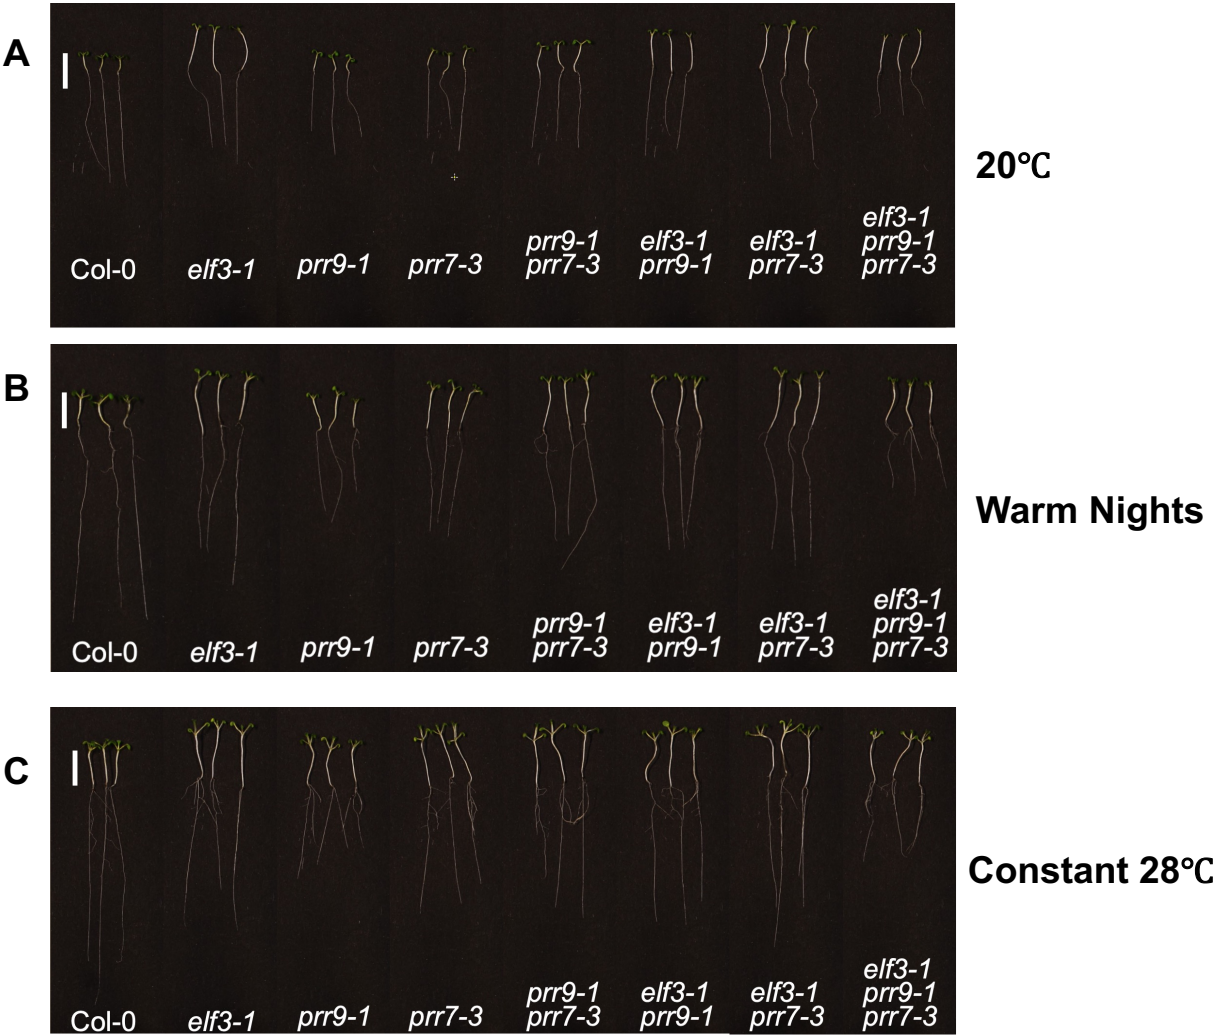 A
20℃
elf3-1
prr9-1 elf3-1 elf3-1 prr9-1
Col-0 elf3-1 prr9-1 prr7-3 prr7-3 prr9-1 prr7-3 prr7-3
B
Warm Nights
elf3-1
prr9-1 elf3-1 elf3-1 prr9-1
Col-0 elf3-1 prr9-1 prr7-3 prr7-3 prr9-1 prr7-3 prr7-3
C
Constant 28℃
elf3-1
prr9-1 elf3-1 elf3-1 prr9-1
Col-0 elf3-1 prr9-1 prr7-3 prr7-3 prr9-1 prr7-3 prr7-3